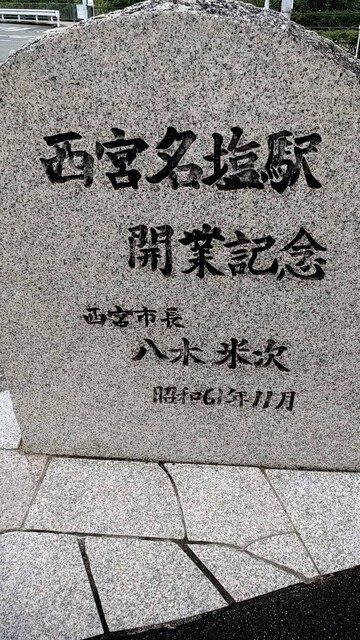 西宮名塩駅
開業記念
西宮市長
八木米次
昭和61年11月